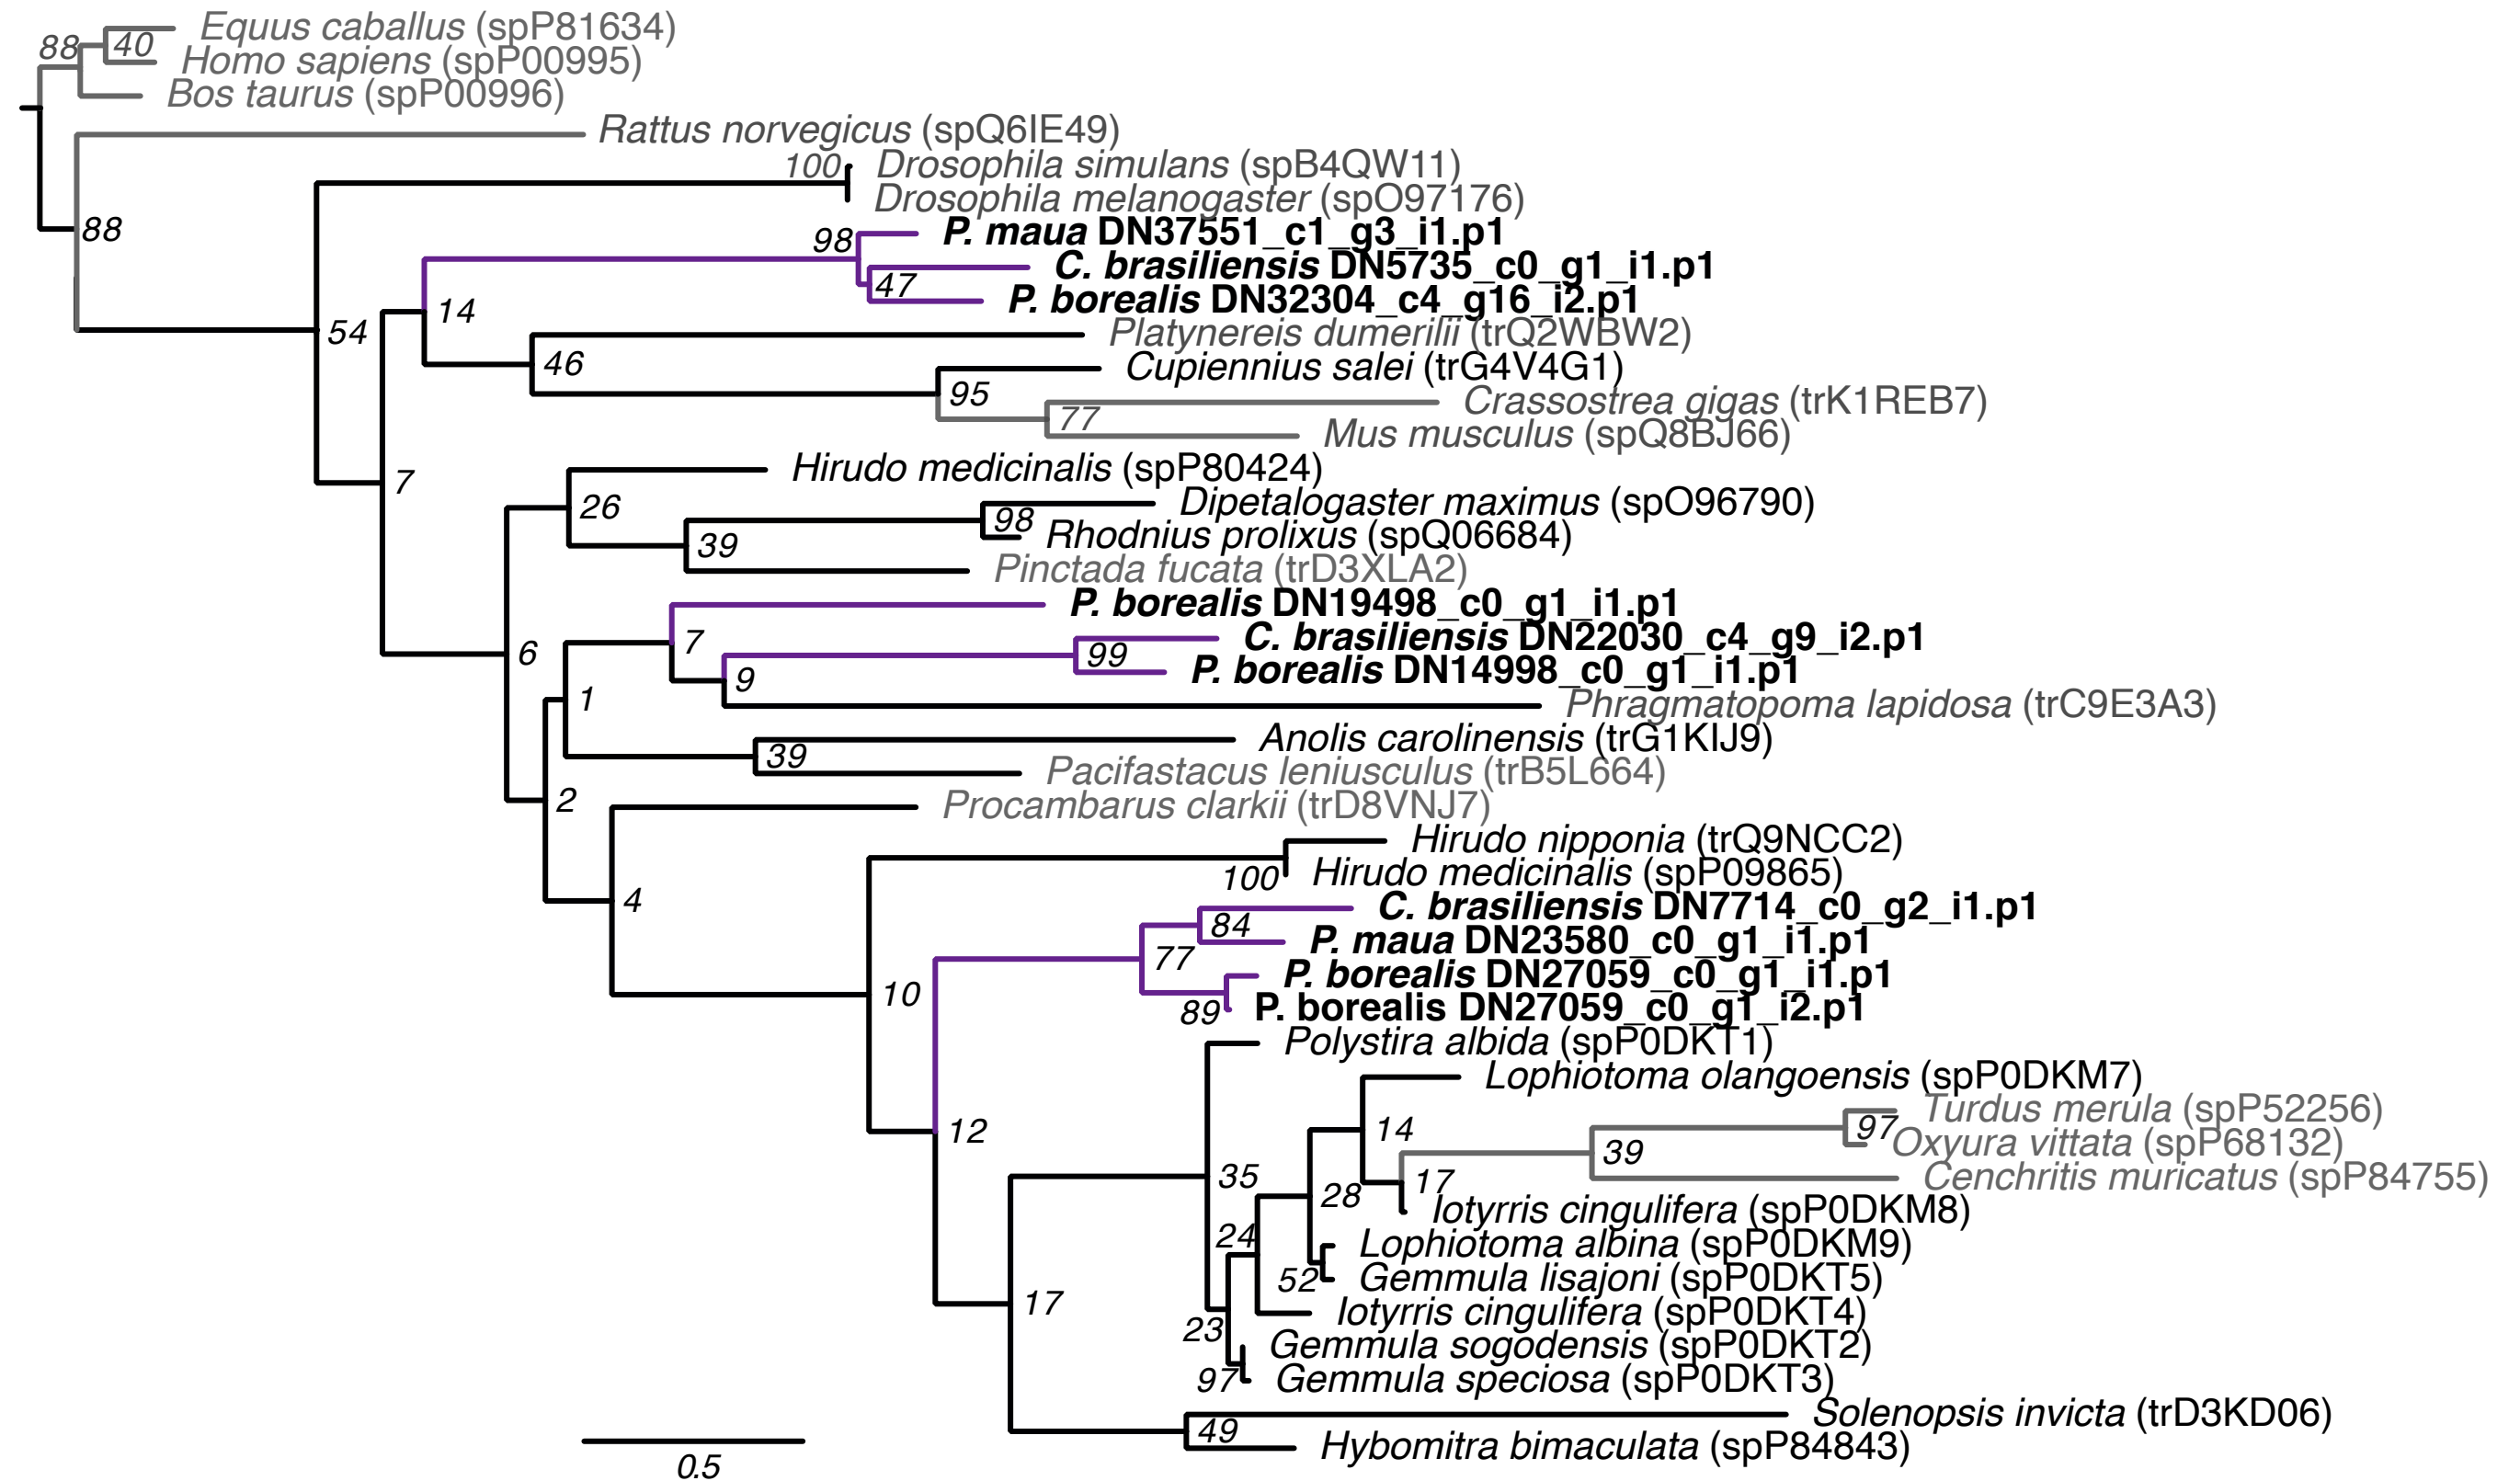 Equus caballus (spP81634)
88 40
Homo sapiens (spP00995)
Bos taurus (spP00996)
Rattus norvegicus (spQ6IE49)
100 Drosophila simulans (spB4QW11)
Drosophila melanogaster (spO97176)
88
P. maua DN37551_c1_g3_i1.p1
98
C. brasiliensis DN5735_c0_g1_i1.p1
47
P. borealis DN32304_c4_g16_i2.p1
14
54
Platynereis dumerilii (trQ2WBW2)
46
Cupiennius salei (trG4V4G1)
95
Crassostrea gigas (trK1REB7)
77
Mus musculus (spQ8BJ66)
Hirudo medicinalis (spP80424)
7
26
Dipetalogaster maximus (spO96790)
98
Rhodnius prolixus (spQ06684)
39
Pinctada fucata (trD3XLA2)
P. borealis DN19498_c0_g1_i1.p1
7
C. brasiliensis DN22030_c4_g9_i2.p1
6
99
P. borealis DN14998_c0_g1_i1.p1
9
1
Phragmatopoma lapidosa (trC9E3A3)
Anolis carolinensis (trG1KIJ9)
39
Pacifastacus leniusculus (trB5L664)
2
Procambarus clarkii (trD8VNJ7)
Hirudo nipponia (trQ9NCC2)
100
Hirudo medicinalis (spP09865)
4
C. brasiliensis DN7714_c0_g2_i1.p1
84
P. maua DN23580_c0_g1_i1.p1
77
P. borealis DN27059_c0_g1_i1.p1
10
89
P. borealis DN27059_c0_g1_i2.p1
Polystira albida (spP0DKT1)
Lophiotoma olangoensis (spP0DKM7)
Turdus merula (spP52256)
12
14
97
Oxyura vittata (spP68132)
39
35
Cenchritis muricatus (spP84755)
17
28
Iotyrris cingulifera (spP0DKM8)
24
Lophiotoma albina (spP0DKM9)
52
Gemmula lisajoni (spP0DKT5)
17
Iotyrris cingulifera (spP0DKT4)
23
Gemmula sogodensis (spP0DKT2)
97
Gemmula speciosa (spP0DKT3)
Solenopsis invicta (trD3KD06)
49
Hybomitra bimaculata (spP84843)
0.5